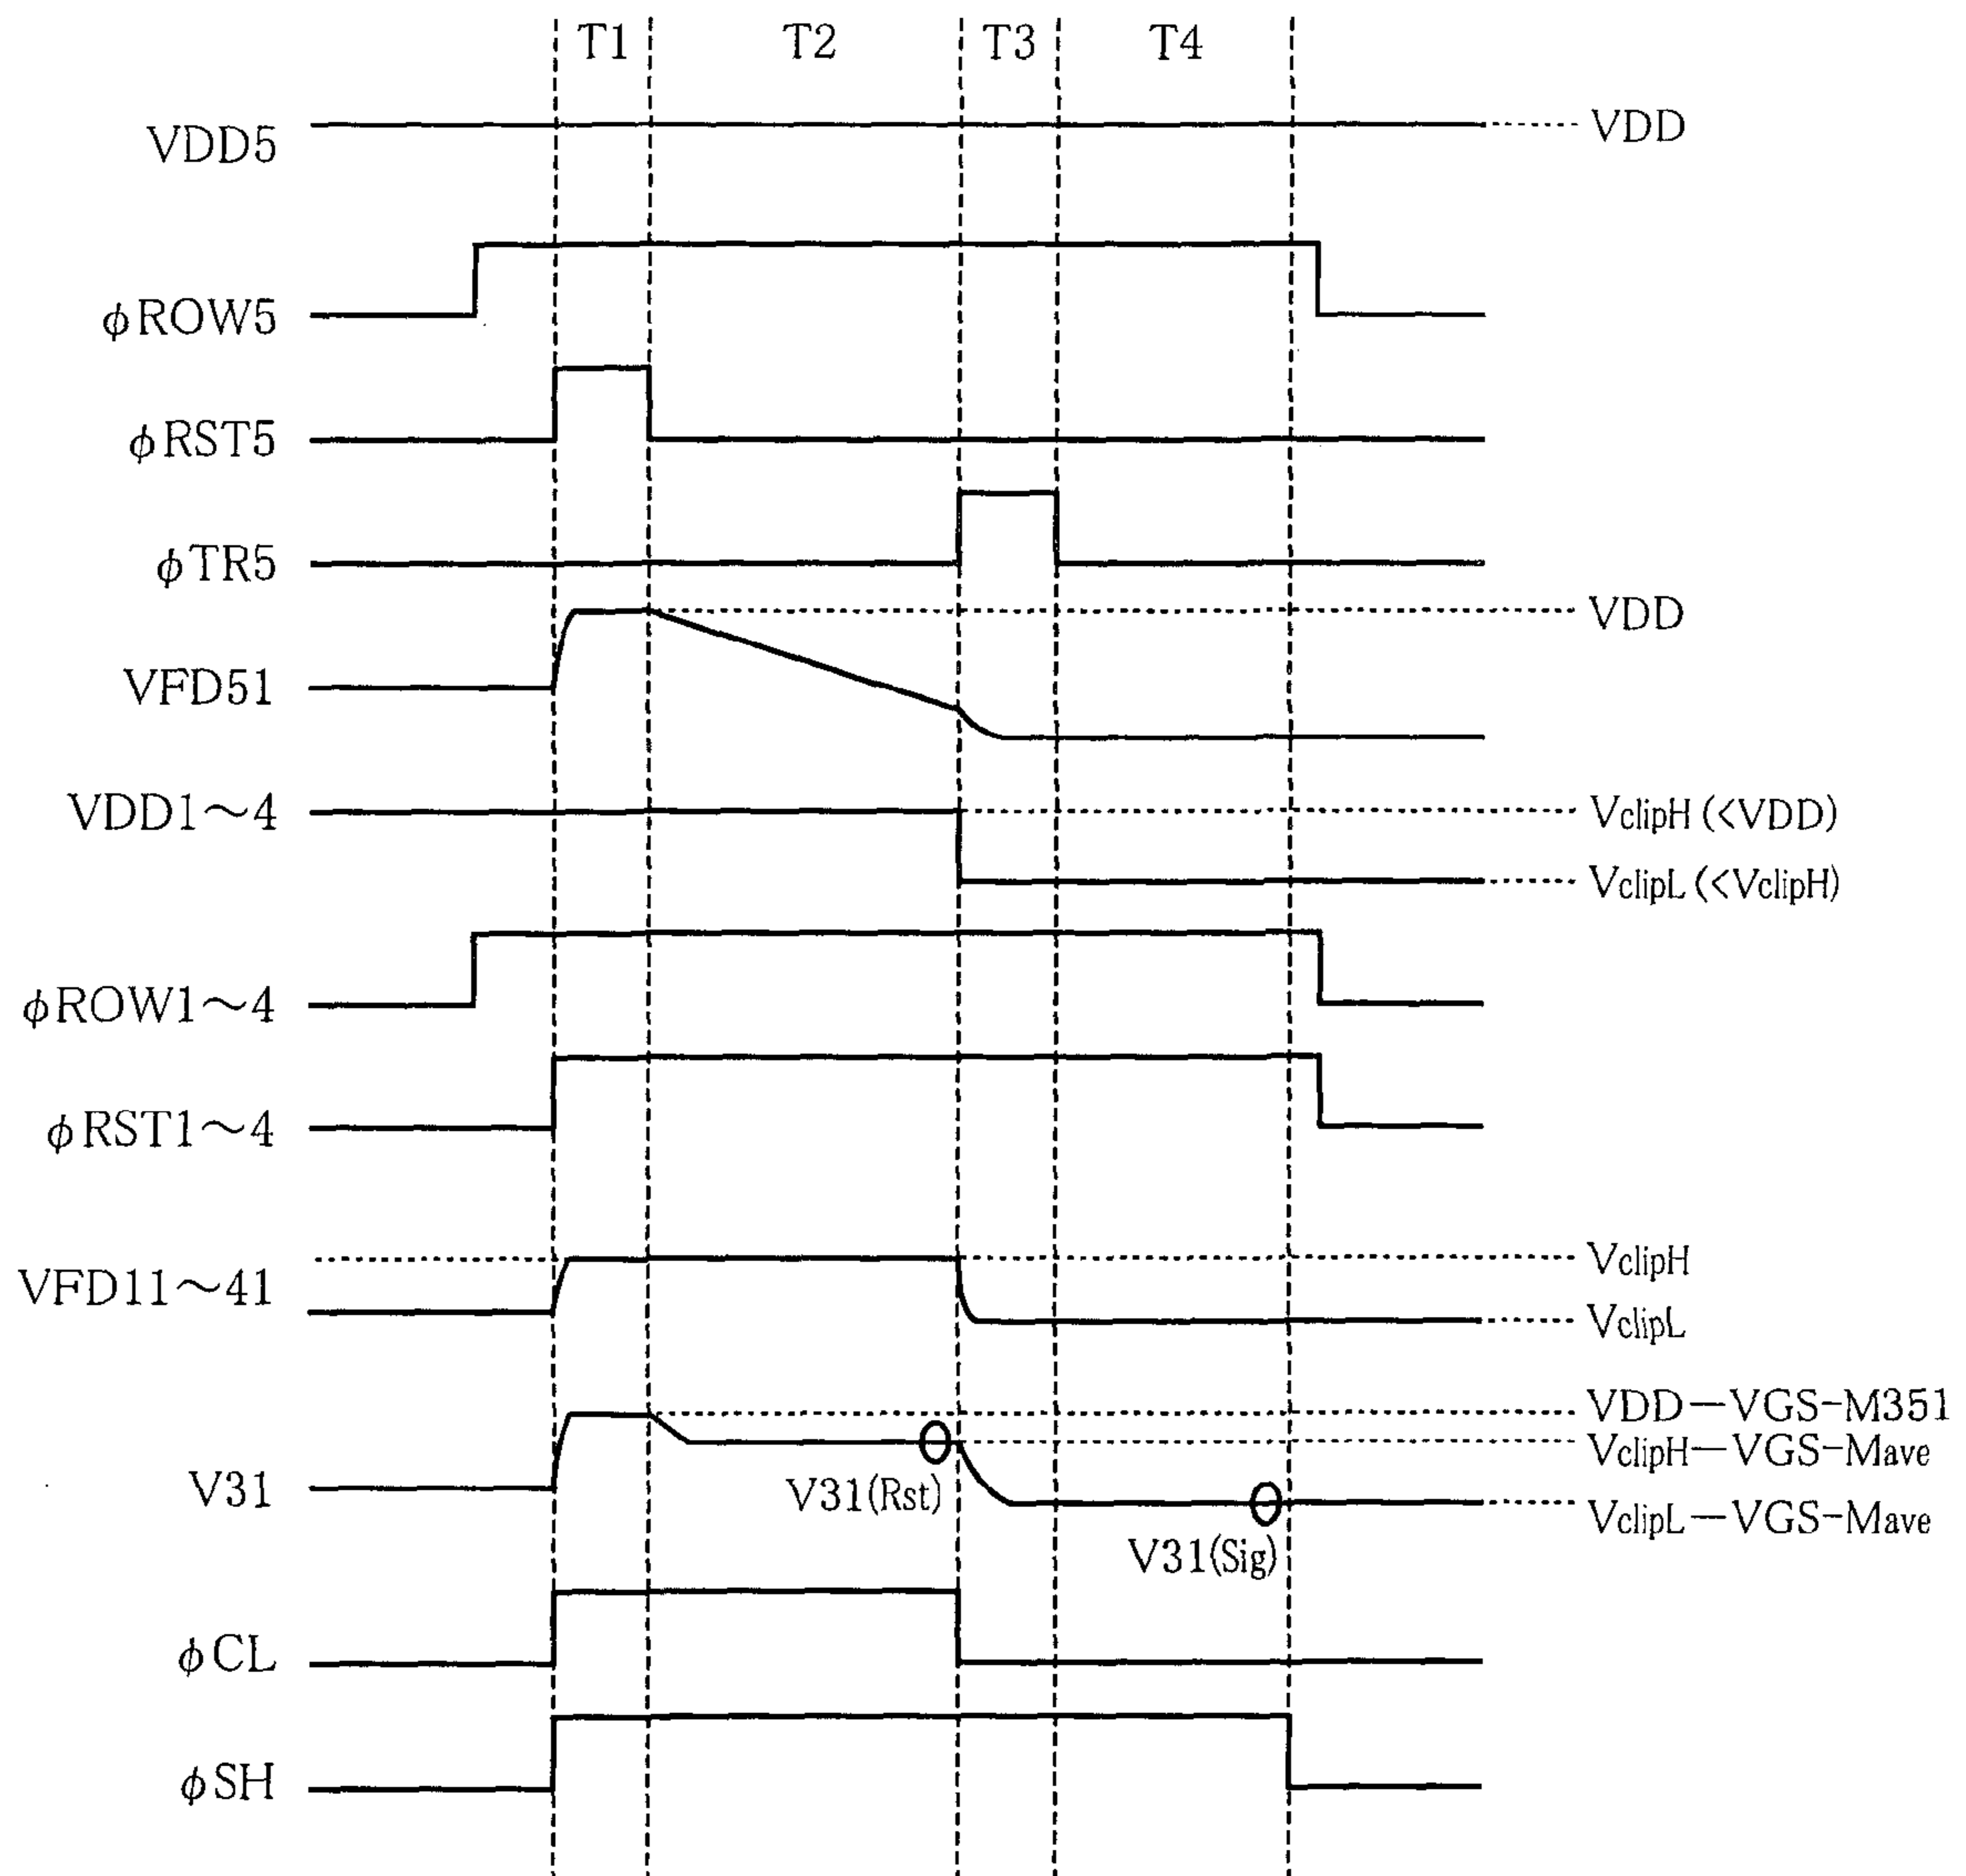 T1 T2 T3 T4
VDD5 VDD
φROW5
φRST5
φTR5
VDD
VFD51
VDD1~4 VclipH (<VDD)
VclipL (<VclipH)
φROW1~4
φRST1~4
VclipH
VFD11~41
VclipL
VDD-VGS-M351
VclipH-VGS-Mave
V31
V31(Rst)
VclipL-VGS-Mave
V31(Sig)
φCL
φSH